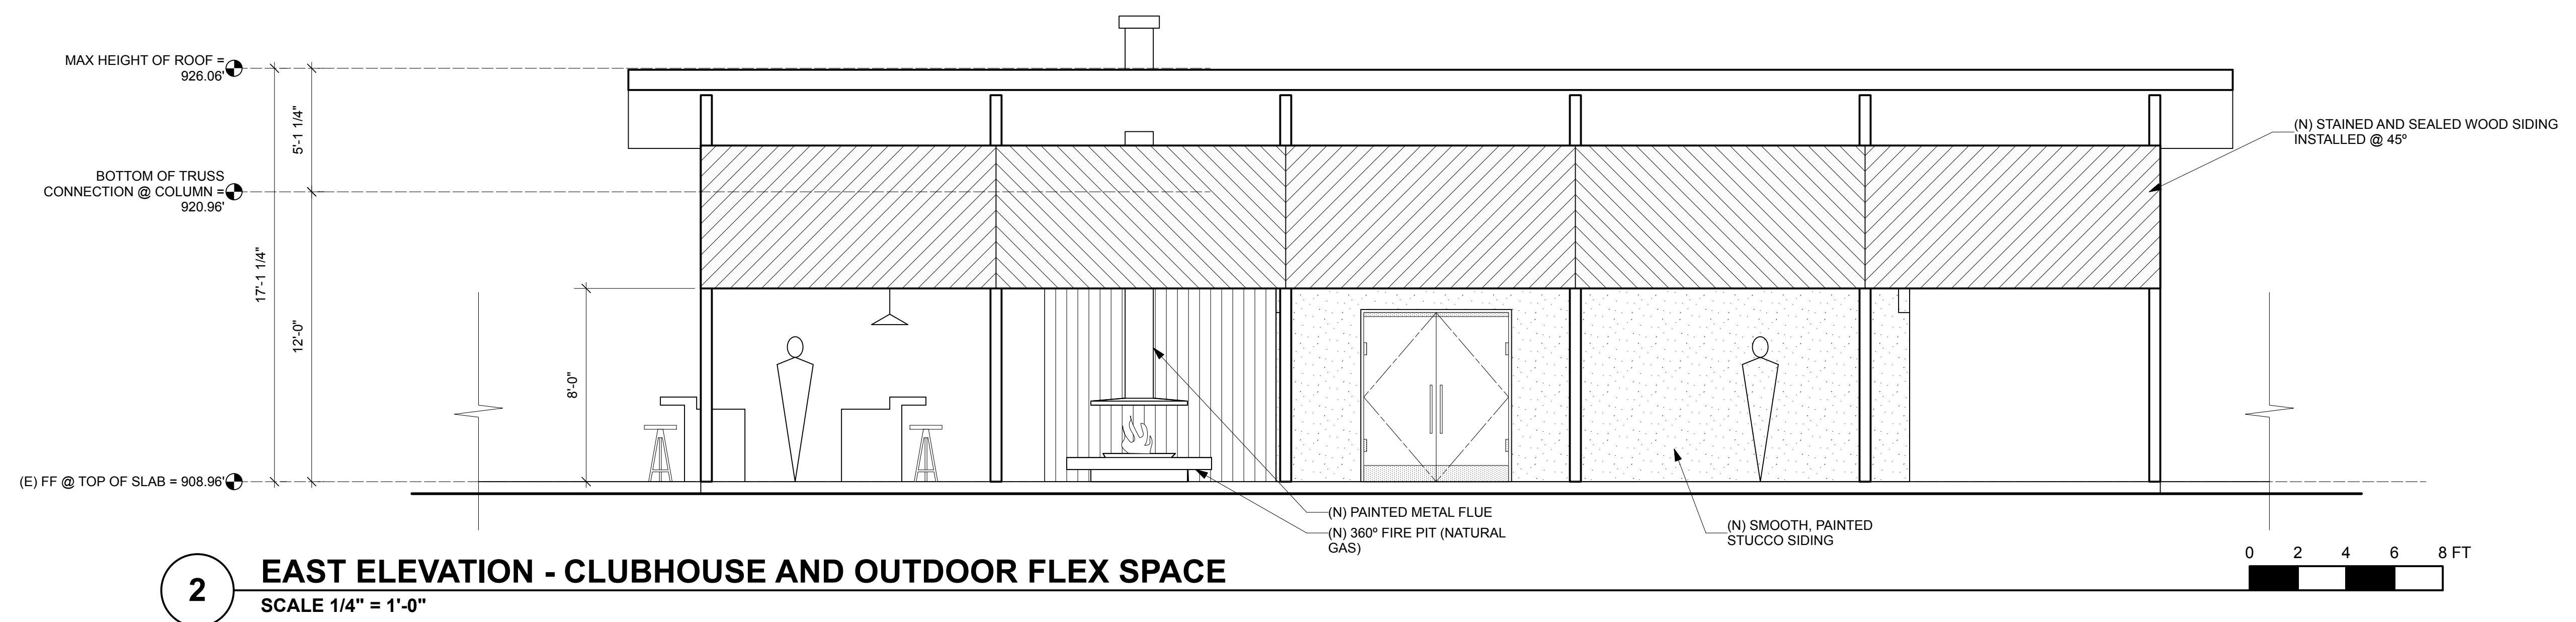 MAX HEIGHT OF ROOF =
926.06'
5'-1 1/4"
(N) STAINED AND SEALED WOOD SIDING
INSTALLED @ 45º
BOTTOM OF TRUSS
CONNECTION @ COLUMN =
920.96'
17'-1 1/4"
12'-0"
8'-0"
(E) FF @ TOP OF SLAB = 908.96'
(N) PAINTED METAL FLUE
(N) 360º FIRE PIT (NATURAL
GAS)
(N) SMOOTH, PAINTED
STUCCO SIDING
0 2 4 6 8 FT
2
EAST ELEVATION - CLUBHOUSE AND OUTDOOR FLEX SPACE
SCALE 1/4" = 1'-0"